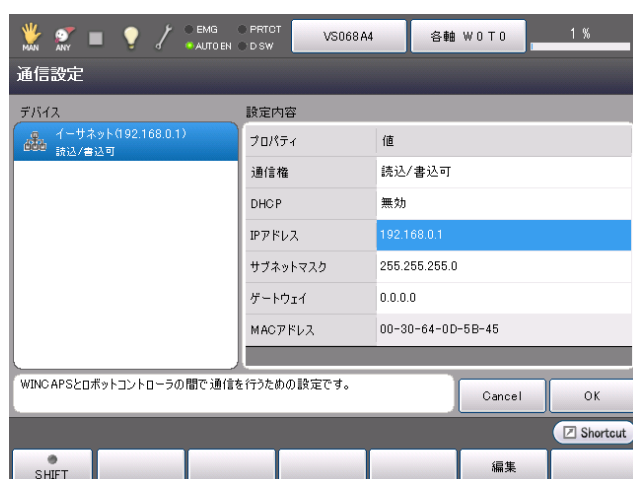 MAN
ANY
EMG
AUTO EN
PRTCT
D SW
VS068A4
各軸 W 0 T 0
1 %
通信設定
デバイス
設定内容
イーサネット(192.168.0.1)
読込/書込可
プロパティ
値
通信権
読込/書込可
DHCP
無効
IPアドレス
192.168.0.1
サブネットマスク
255.255.255.0
ゲートウェイ
0.0.0.0
MACアドレス
00-30-64-0D-5B-45
WINCAPSとロボットコントローラの間で通信を行うための設定です。
Cancel
OK
Shortcut
SHIFT
編集